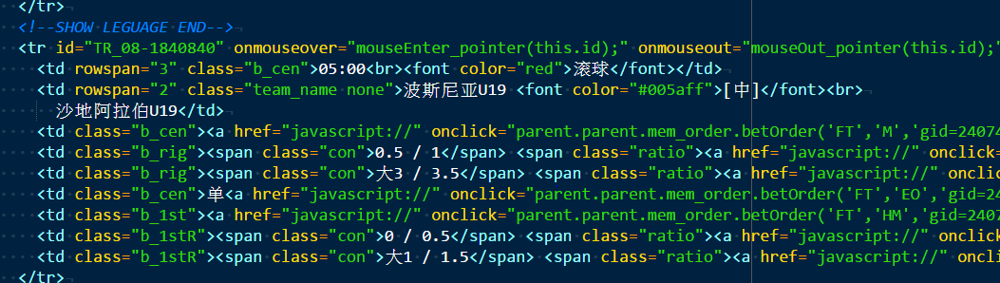 </tr>
<!--SHOW LEGUAGE END-->
<tr id="TR_08-1840840" onmouseover="mouseEnter_pointer(this.id);" onmouseout="mouseOut_pointer(this.id);"
<td rowspan="3" class="b_cen">05:00<br><font color="red">滚球</font></td>
<td rowspan="2" class="team_name none">波斯尼亚U19 <font color="#005aff">[中]</font><br>
沙地阿拉伯U19</td>
<td class="b_cen"><a href="javascript://" onclick="parent.parent.mem_order.betOrder('FT','M','gid=24074
<td class="b_rig"><span class="con">0.5 / 1</span> <span class="ratio"><a href="javascript://" onclick
<td class="b_rig"><span class="con">大3 / 3.5</span> <span class="ratio"><a href="javascript://" onclic
<td class="b_cen">单<a href="javascript://" onclick="parent.parent.mem_order.betOrder('FT','EO','gid=24
<td class="b_1st"><a href="javascript://" onclick="parent.parent.mem_order.betOrder('FT','HM','gid=2407
<td class="b_1stR"><span class="con">0 / 0.5</span> <span class="ratio"><a href="javascript://" onclick
<td class="b_1stR"><span class="con">大1 / 1.5</span> <span class="ratio"><a href="javascript://" oncli
</tr>